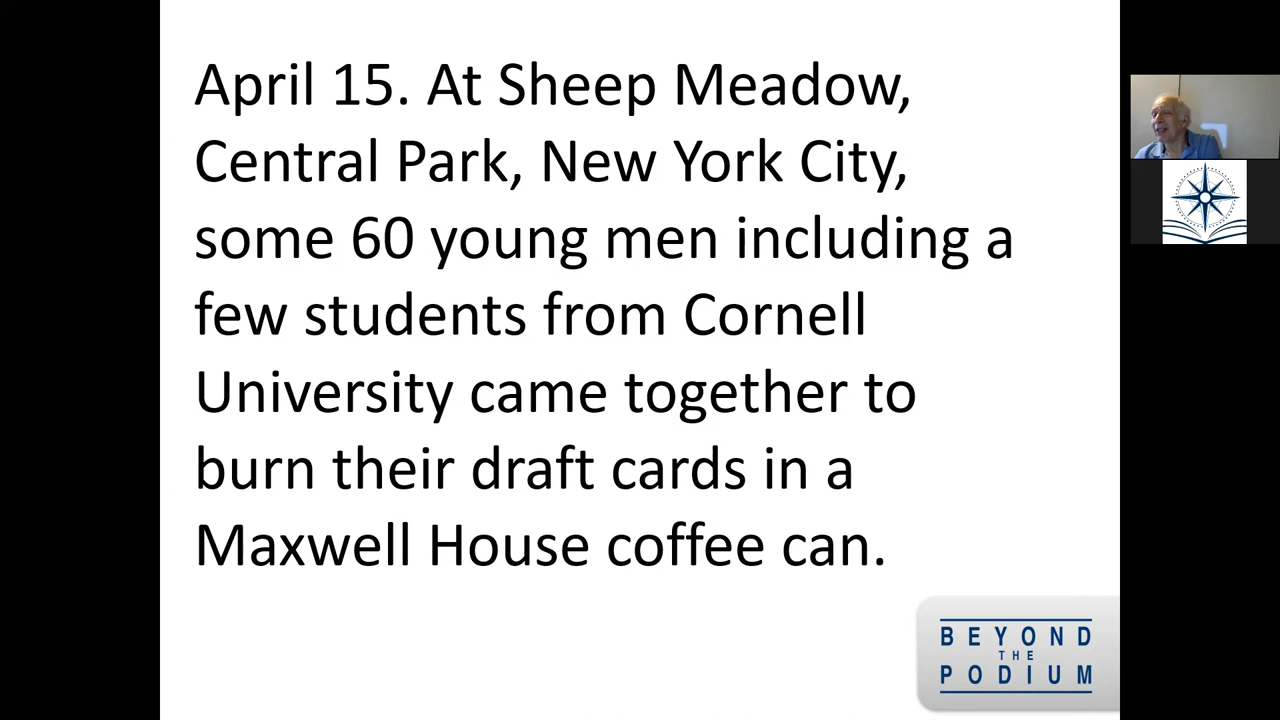 April 15. At Sheep Meadow,
Central Park, New York City,
some 60 young men including a
few students from Cornell
University came together to
burn their draft cards in a
Maxwell House coffee can.
BEYOND
THE
PODIUM